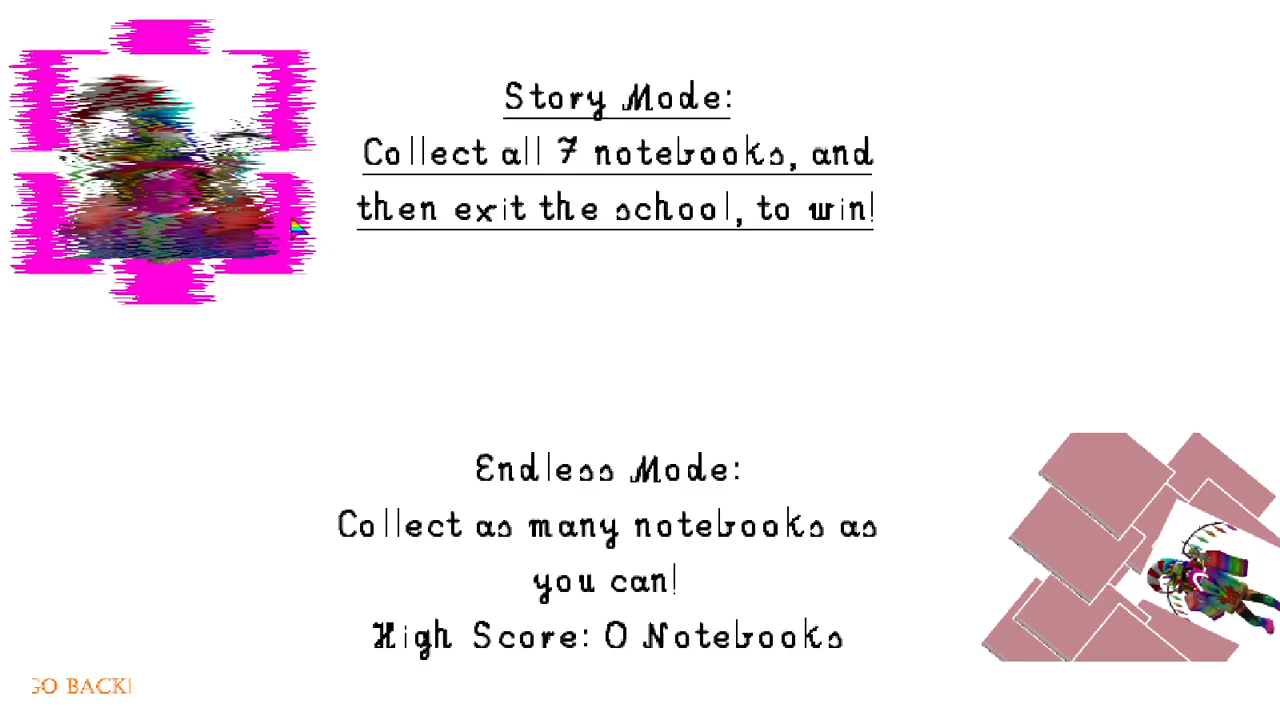 Story Mode:
Collect all 7 notebooks, and
then exit the school, to win!
Endless Mode:
Collect as many notebooks as
you can!
High Score: 0 Notebooks
GO BACK!